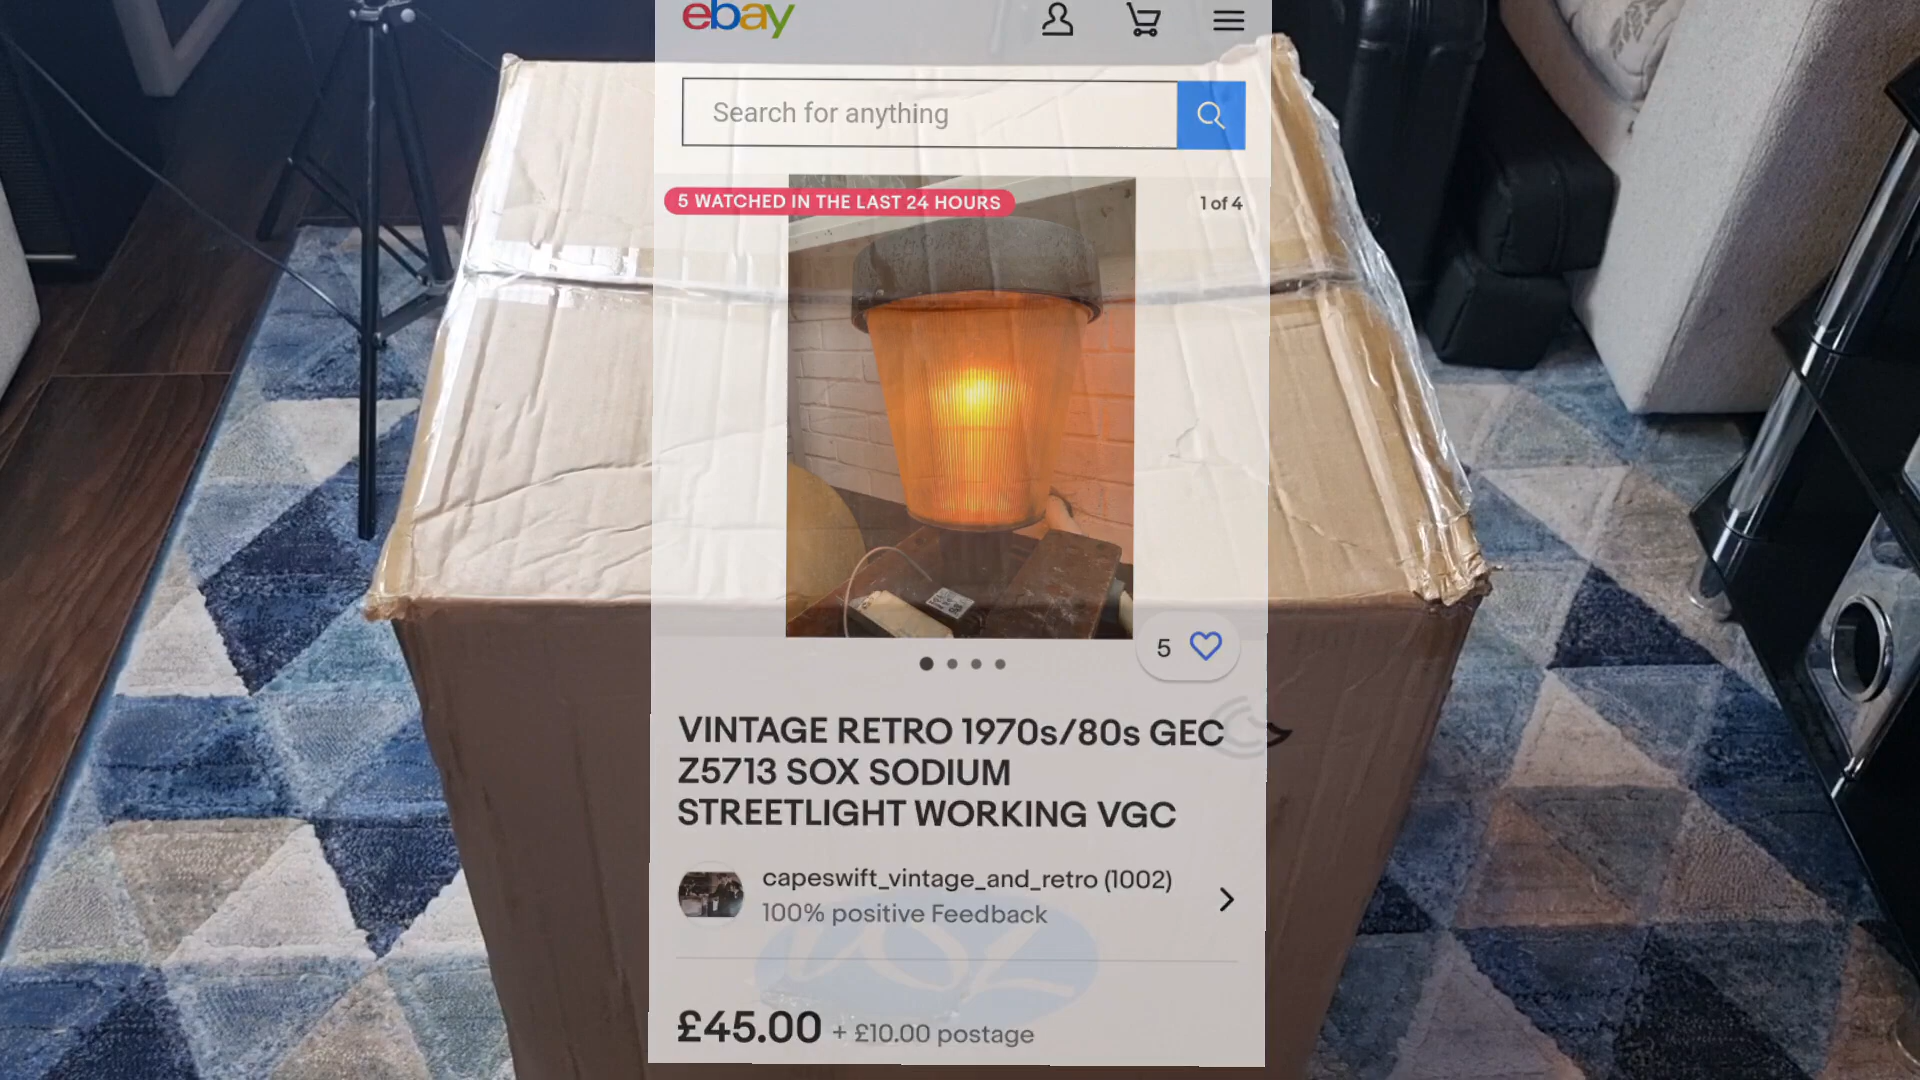 ebay
Search for anything
5 WATCHED IN THE LAST 24 HOURS
1 of 4
5
VINTAGE RETRO 1970s/80s GEC
Z5713 SOX SODIUM
STREETLIGHT WORKING VGC
capeswift_vintage_and_retro (1002)
100% positive Feedback
£45.00 + £10.00 postage